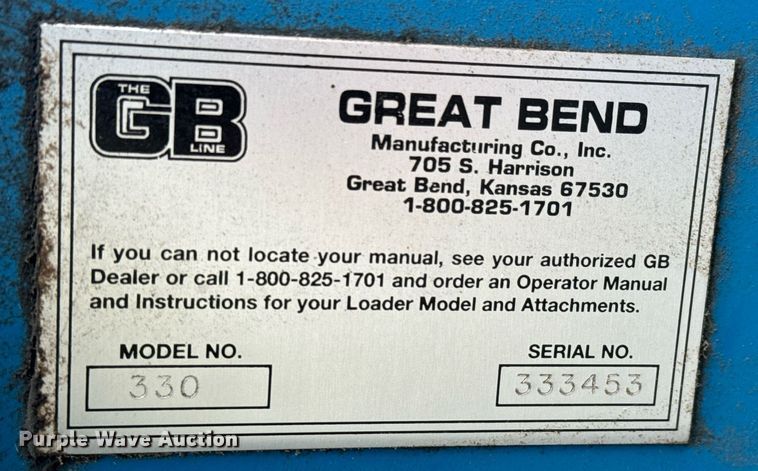 THE
GB
LINE
GREAT BEND
Manufacturing Co., Inc.
705 S. Harrison
Great Bend, Kansas 67530
1-800-825-1701
If you can not locate your manual, see your authorized GB
Dealer or call 1-800-825-1701 and order an Operator Manual
and Instructions for your Loader Model and Attachments.
MODEL NO.
330
SERIAL NO.
333453
Purple Wave Auction